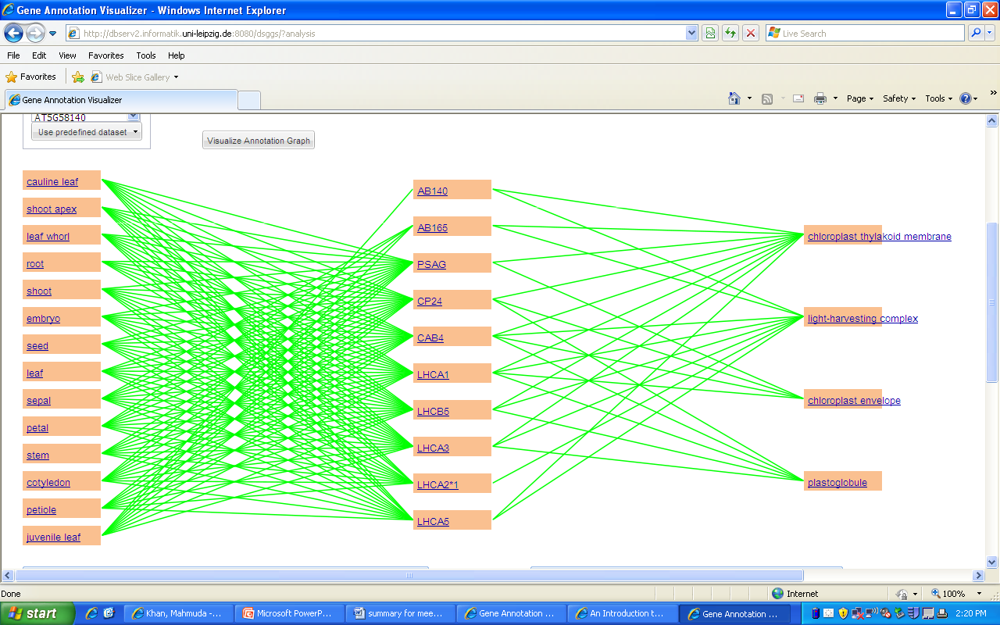 Gene Annotation Visualizer - Windows Internet Explorer
http://dbserv2.informatik.uni-leipzig.de:8080/dsggs/?analysis
Live Search
File Edit View Favorites Tools Help
Favorites Web Slice Gallery
Gene Annotation Visualizer
Page Safety Tools
AT5G58140
Use predefined dataset
Visualize Annotation Graph
cauline leaf
shoot apex
leaf whorl
root
shoot
embryo
seed
leaf
sepal
petal
stem
cotyledon
petiole
juvenile leaf
AB140
AB165
PSAG
CP24
CAB4
LHCA1
LHCB5
LHCA3
LHCA2*1
LHCA5
chloroplast thylakoid membrane
light-harvesting complex
chloroplast envelope
plastoglobule
Done Internet 100%
start Khan, Mahmuda -... Microsoft PowerP... summary for mee... Gene Annotation ... An Introduction t... Gene Annotation ... 2:20 PM